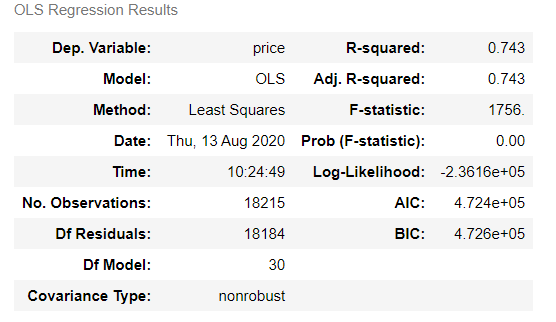 OLS Regression Results
Dep. Variable: price R-squared: 0.743
Model: OLS Adj. R-squared: 0.743
Method: Least Squares F-statistic: 1756.
Date: Thu, 13 Aug 2020 Prob (F-statistic): 0.00
Time: 10:24:49 Log-Likelihood: -2.3616e+05
No. Observations: 18215 AIC: 4.724e+05
Df Residuals: 18184 BIC: 4.726e+05
Df Model: 30
Covariance Type: nonrobust